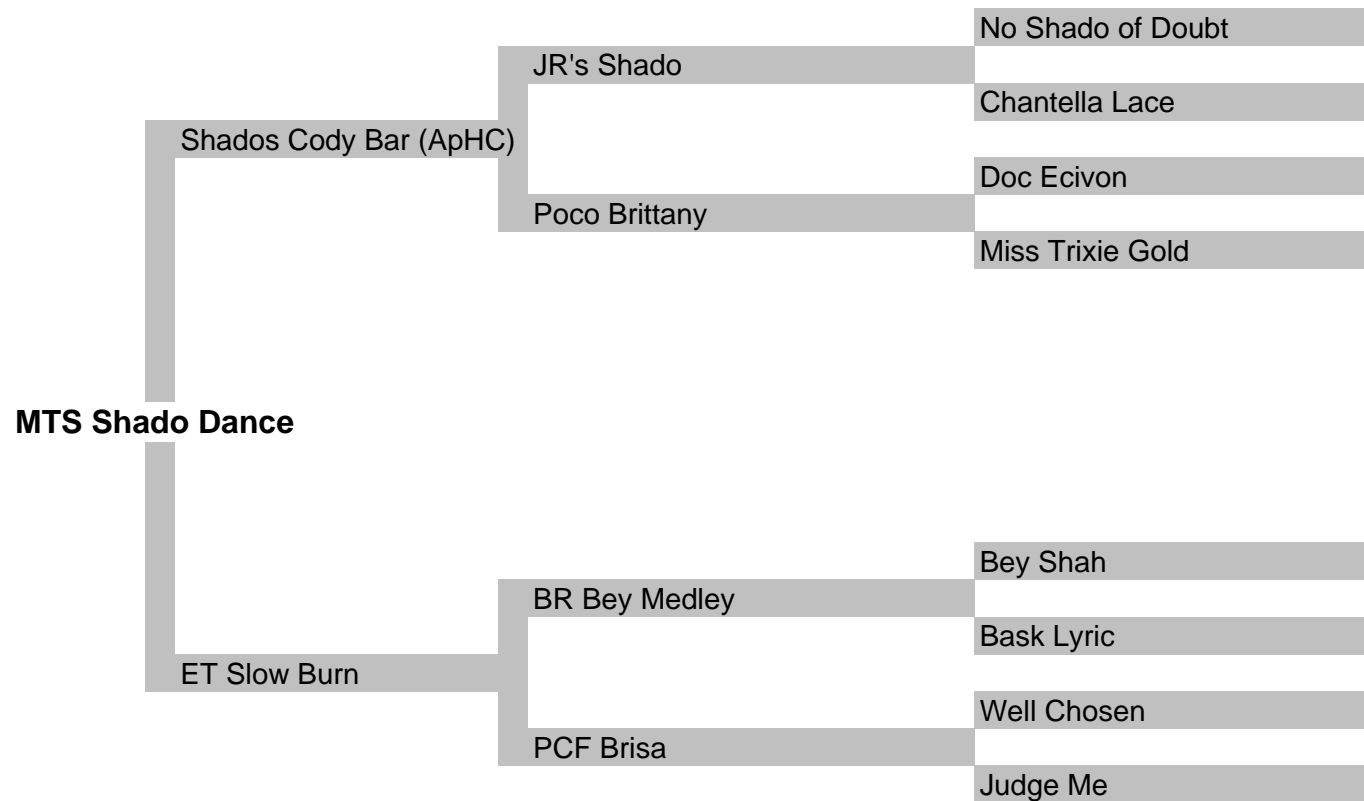 No Shado of Doubt
JR's Shado
Chantella Lace
Shados Cody Bar (ApHC)
Doc Ecivon
Poco Brittany
Miss Trixie Gold
MTS Shado Dance
Bey Shah
BR Bey Medley
Bask Lyric
ET Slow Burn
Well Chosen
PCF Brisa
Judge Me